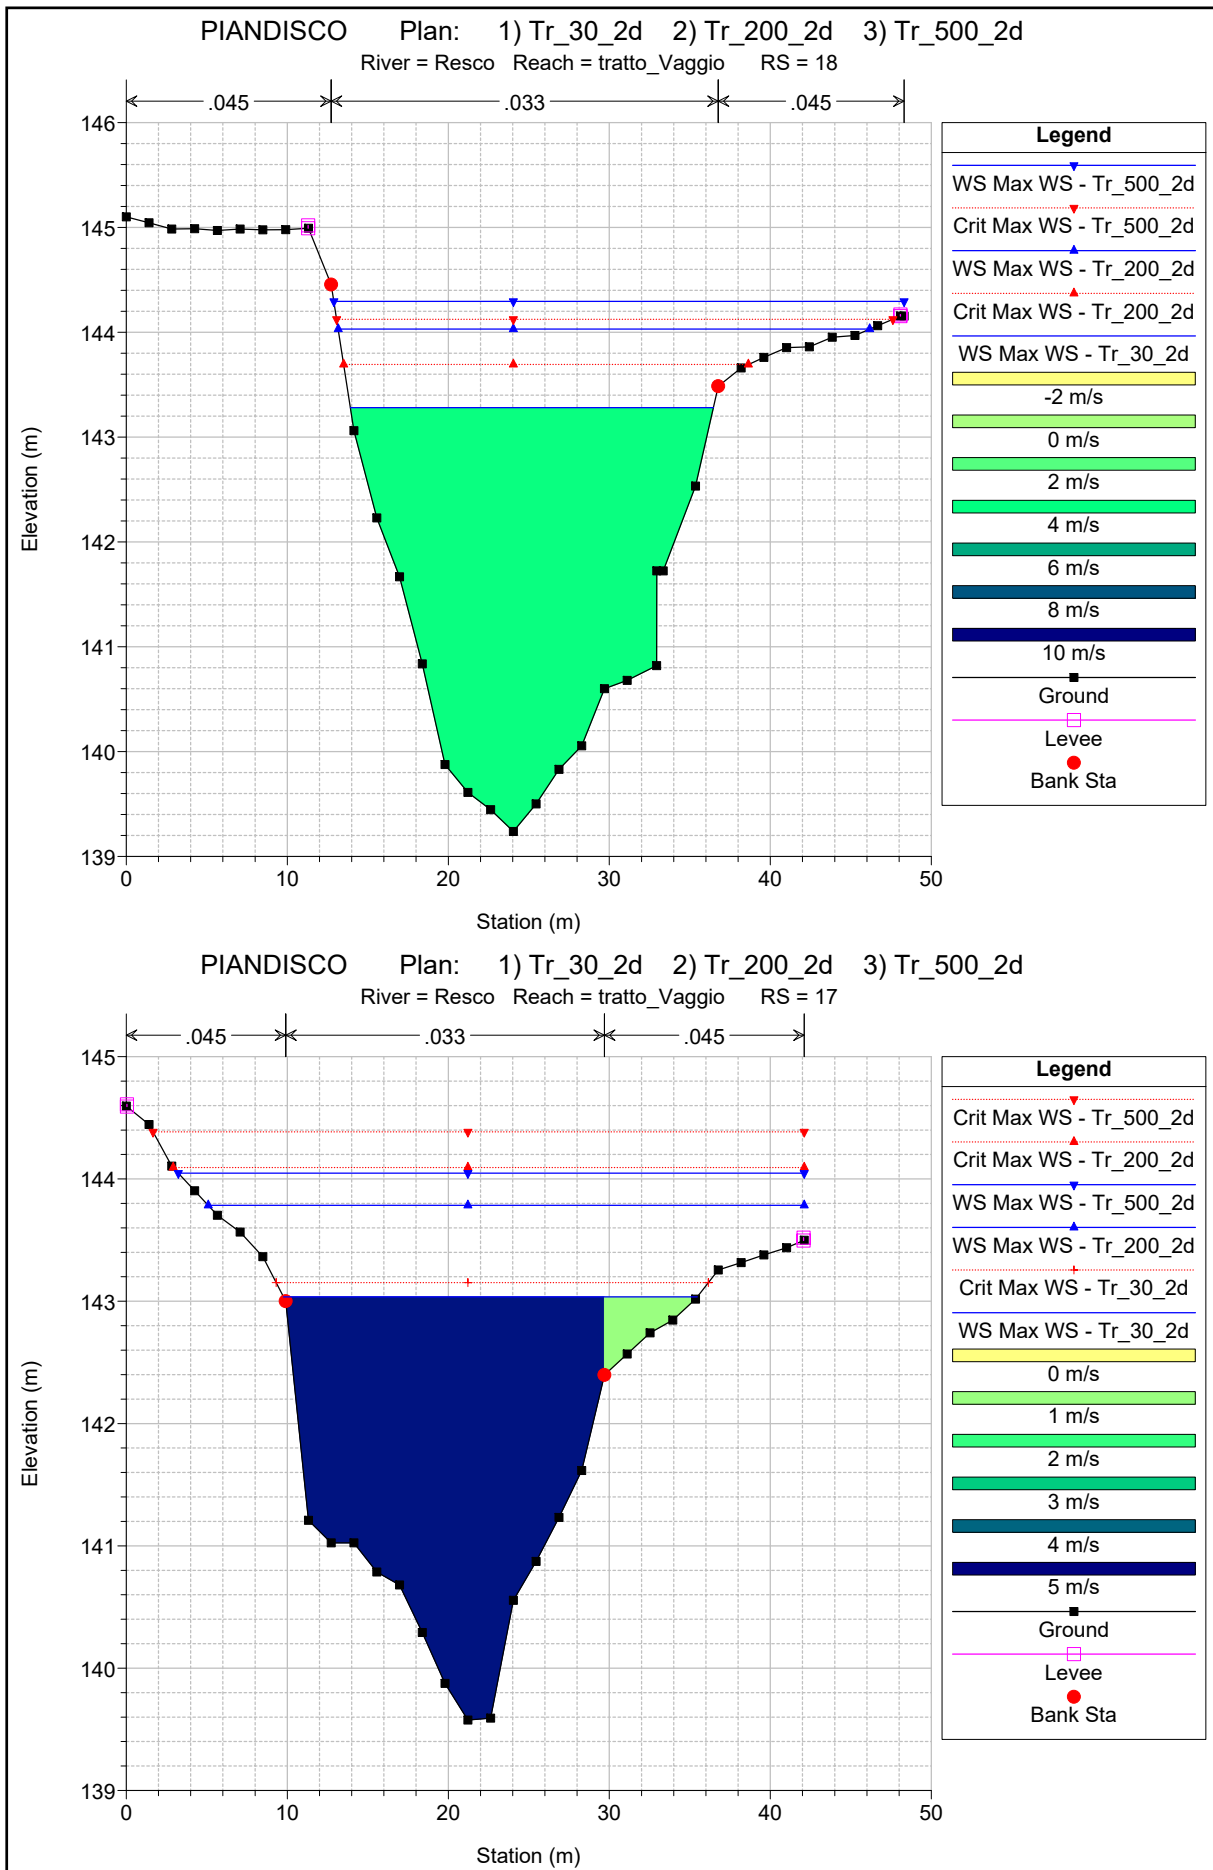 PIANDISCO Plan: 1) Tr_30_2d 2) Tr_200_2d 3) Tr_500_2d
River = Resco Reach = tratto_Vaggio RS = 18
.045 .033 .045
146
145
144
143
142
141
140
139
Elevation (m)
0 10 20 30 40 50
Station (m)
Legend
WS Max WS - Tr_500_2d
Crit Max WS - Tr_500_2d
WS Max WS - Tr_200_2d
Crit Max WS - Tr_200_2d
WS Max WS - Tr_30_2d
-2 m/s
0 m/s
2 m/s
4 m/s
6 m/s
8 m/s
10 m/s
Ground
Levee
Bank Sta
PIANDISCO Plan: 1) Tr_30_2d 2) Tr_200_2d 3) Tr_500_2d
River = Resco Reach = tratto_Vaggio RS = 17
.045 .033 .045
145
144
143
142
141
140
139
Elevation (m)
0 10 20 30 40 50
Station (m)
Legend
Crit Max WS - Tr_500_2d
Crit Max WS - Tr_200_2d
WS Max WS - Tr_500_2d
WS Max WS - Tr_200_2d
Crit Max WS - Tr_30_2d
WS Max WS - Tr_30_2d
0 m/s
1 m/s
2 m/s
3 m/s
4 m/s
5 m/s
Ground
Levee
Bank Sta